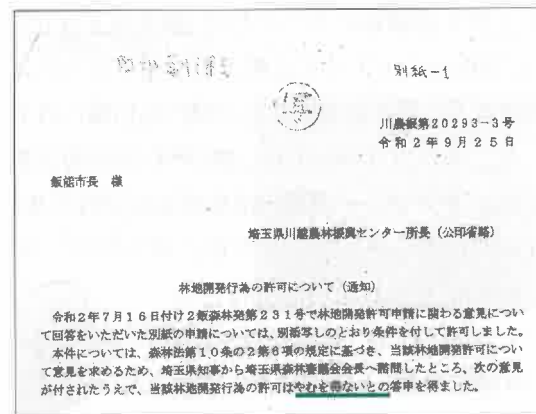 別紙-1
川農振第20293-3号
令和2年9月25日
飯能市長 様
埼玉県川越農林振興センター所長(公印省略)
林地開発行為の許可について(通知)
令和2年7月16日付け2飯森林発第231号で林地開発許可申請に関わる意見につい
て回答をいただいた別紙の申請については、別添写しのとおり条件を付して許可しました。
本件については、森林法第10条の2第6項の規定に基づき、当該林地開発許可につい
て意見を求めるため、埼玉県知事から埼玉県森林審議会会長へ諮問したところ、次の意見
が付されたうえで、当該林地開発行為の許可はやむを得ないとの答申を得ました。